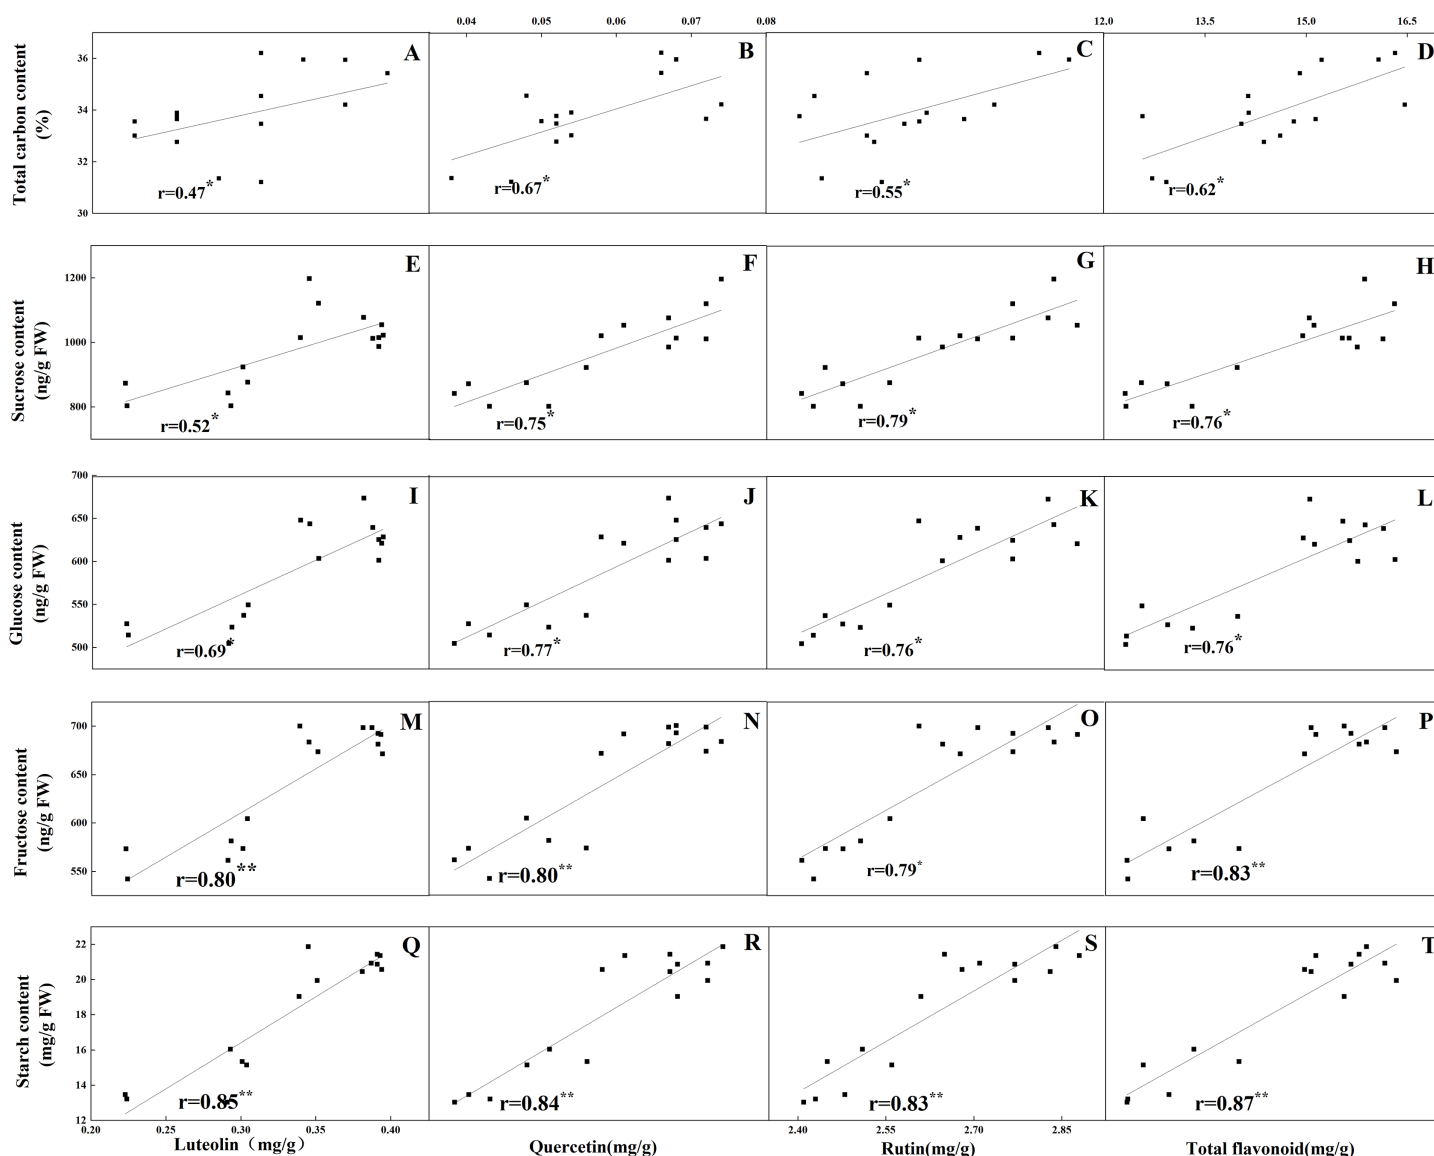 0.04 0.05 0.06 0.07 0.08 12.0 13.5 15.0 16.5
Total carbon content
(%)
36
34
32
30
A
r=0.47*
B
r=0.67*
C
r=0.55*
D
r=0.62*
Sucrose content
(ng/g FW)
1200
1000
800
E
r=0.52*
F
r=0.75*
G
r=0.79*
H
r=0.76*
Glucose content
(ng/g FW)
700
650
600
550
500
I
r=0.69*
J
r=0.77*
K
r=0.76*
L
r=0.76*
Fructose content
(ng/g FW)
700
650
600
550
M
r=0.80**
N
r=0.80**
O
r=0.79*
P
r=0.83**
Starch content
(mg/g FW)
22
20
18
16
14
12
Q
r=0.85**
R
r=0.84**
S
r=0.83**
T
r=0.87**
0.20 0.25 0.30 0.35 0.40 2.40 2.55 2.70 2.85
Luteolin（mg/g） Quercetin(mg/g) Rutin(mg/g) Total flavonoid(mg/g)